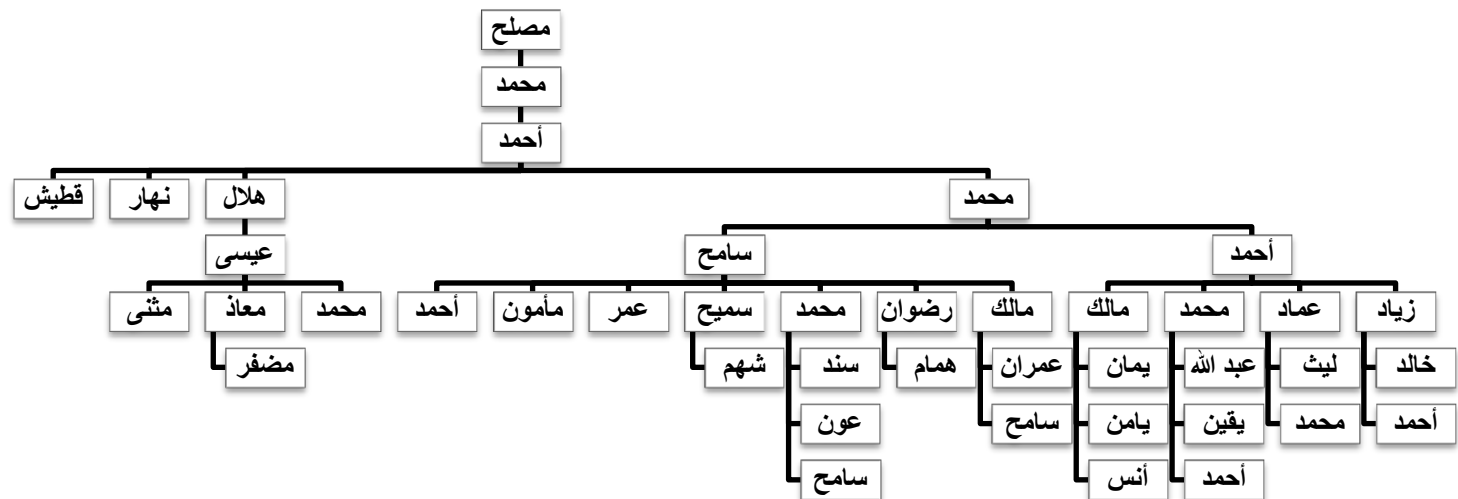 مصلح
محمد
أحمد
محمد
هلال
نهار
قطيش
أحمد
سامح
عيسى
زياد
عماد
محمد
مالك
مالك
رضوان
محمد
سميح
عمر
مأمون
أحمد
محمد
معاذ
مثنى
خالد
ليث
عبد الله
يمان
عمران
همام
سند
شهم
مضفر
أحمد
محمد
يقين
يامن
سامح
عون
أحمد
أنس
سامح